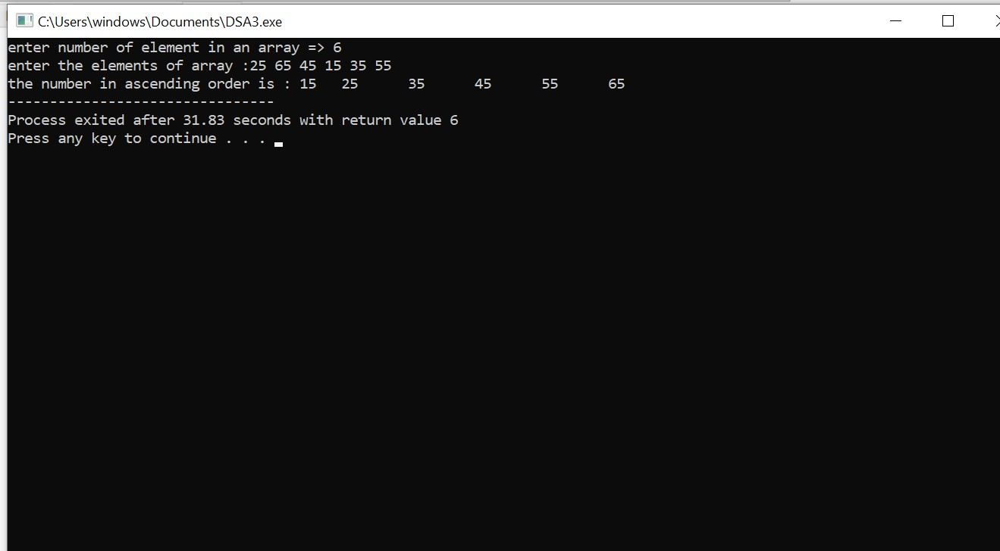 C:\Users\windows\Documents\DSA3.exe
enter number of element in an array => 6
enter the elements of array :25 65 45 15 35 55
the number in ascending order is : 15   25      35      45      55      65
--------------------------------
Process exited after 31.83 seconds with return value 6
Press any key to continue . . .